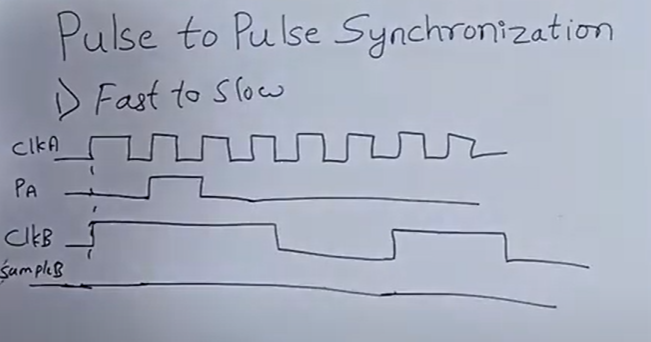 Pulse to Pulse Synchronization
1) Fast to Slow
ClkA
PA
ClkB
SampleB